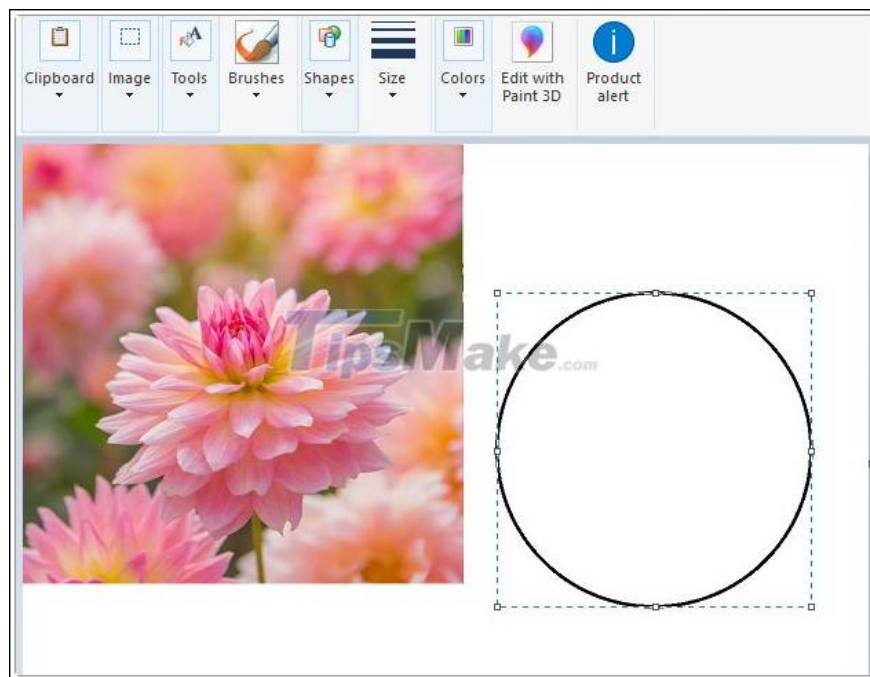 Clipboard
Image
Tools
Brushes
Shapes
Size
Colors
Edit with
Paint 3D
Product
alert
TipsMake.com